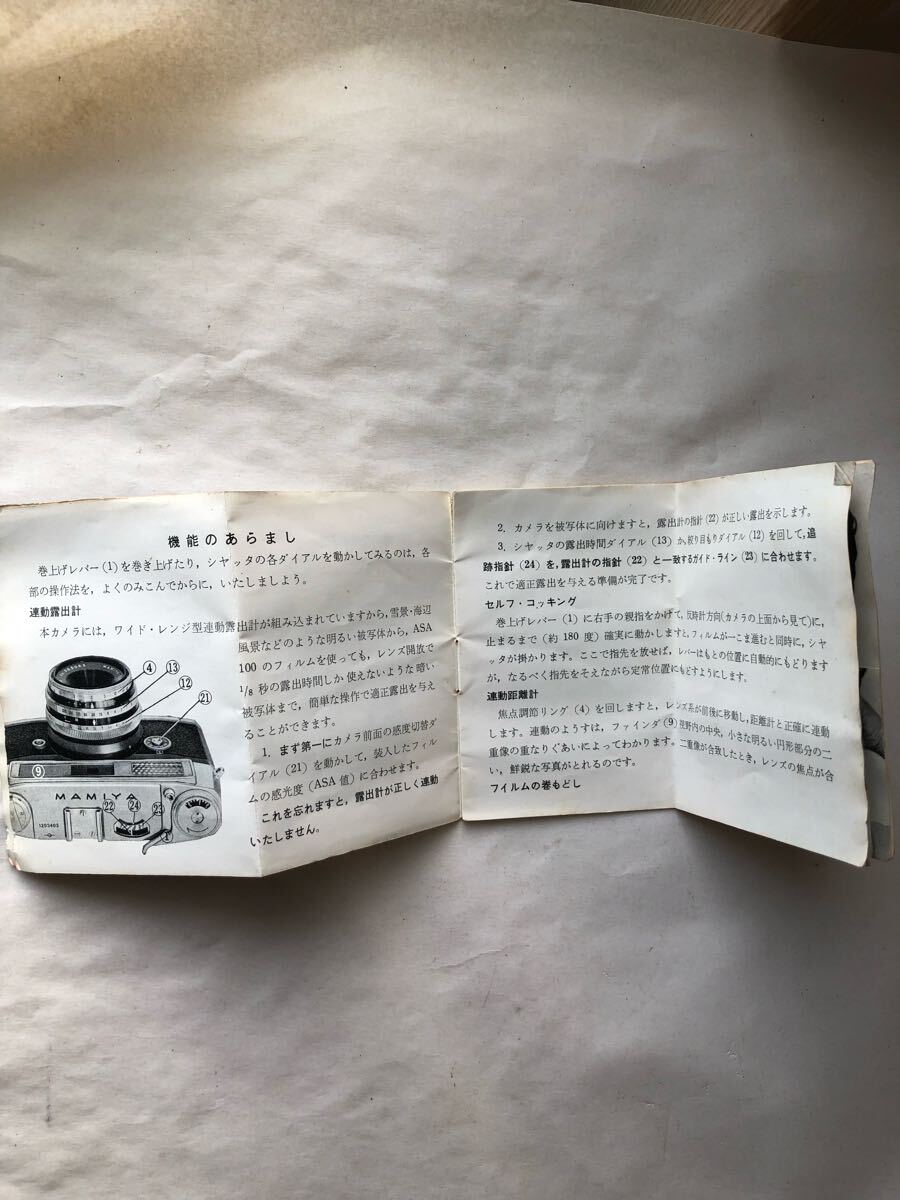 機能のあらまし
巻上げレバー(1)を巻き上げたり，シャッタの各ダイアルを動かしてみるのは，各
部の操作法を，よくのみこんでからに，いたしましよう。
連動露出計
本カメラには，ワイド・レンジ型連動露出計が組み込まれていますから，雪景・海辺
風景などのような明るい被写体から，ASA
100のフィルムを使っても，レンズ開放で
1/8 秒の露出時間しか使えないような暗い
被写体まで，簡単な操作で適正露出を与え
ることができます。
1. まず第一にカメラ前面の感度切替ダ
イアル(21)を動かして，装入したフィル
ムの感光度(ASA値)に合わせます。
これを忘れますと，露出計が正しく連動
いたしません。
④
⑬
⑫
㉑
⑨
MAMIYA
㉒
㉔
㉓
1203403
2. カメラを被写体に向けますと，露出計の指針(22)が正しい露出を示します。
3. シャッタの露出時間ダイアル(13)か，絞り目もりダイアル(12)を回して，追
跡指針(24)を，露出計の指針(22)と一致するガイド・ライン(23)に合わせます。
これで適正露出を与える準備が完了です。
セルフ・コッキング
巻上げレバー(1)に右手の親指をかけて，反時計方向(カメラの上面から見て)に，
止まるまで(約180度)確実に動かしますと，フィルムが一こま進むと同時に，シャ
ッタが掛かります。ここで指先を放せば，レバーはもとの位置に自動的にもどります
が，なるべく指先をそえながら定常位置にもどすようにします。
連動距離計
焦点調節リング(4)を回しますと，レンズ系が前後に移動し，距離計と正確に連動
します。連動のようすは，ファインダ⑨視野内の中央，小さな明るい円形部分の二
重像の重なりぐあいによってわかります。二重像が合致したとき，レンズの焦点が合
い，鮮鋭な写真がとれるのです。
フイルムの巻もどし